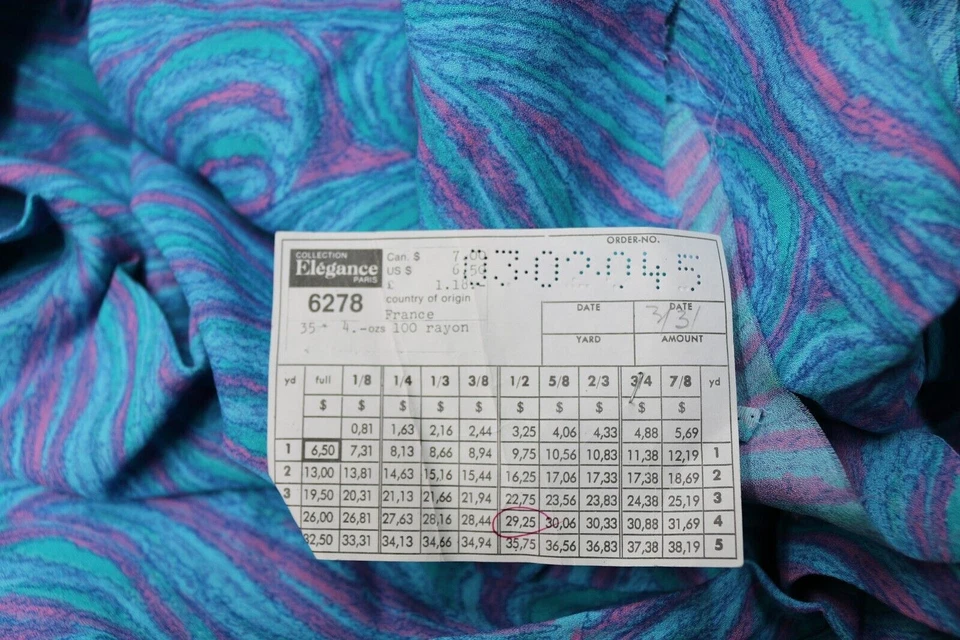 ORDER-NO.
COLLECTION
Elégance
PARIS
Can. $ 7,00
US $ 6,50
£ 1.18
3·02·045
6278
country of origin
France
35" 4.-ozs 100 rayon
DATE DATE
3/3/
YARD AMOUNT
yd full 1/8 1/4 1/3 3/8 1/2 5/8 2/3 3/4 7/8 yd
$ $ $ $ $ $ $ $ $ $
0,81 1,63 2,16 2,44 3,25 4,06 4,33 4,88 5,69
1 6,50 7,31 8,13 8,66 8,94 9,75 10,56 10,83 11,38 12,19 1
2 13,00 13,81 14,63 15,16 15,44 16,25 17,06 17,33 17,88 18,69 2
3 19,50 20,31 21,13 21,66 21,94 22,75 23,56 23,83 24,38 25,19 3
26,00 26,81 27,63 28,16 28,44 29,25 30,06 30,33 30,88 31,69 4
32,50 33,31 34,13 34,66 34,94 35,75 36,56 36,83 37,38 38,19 5